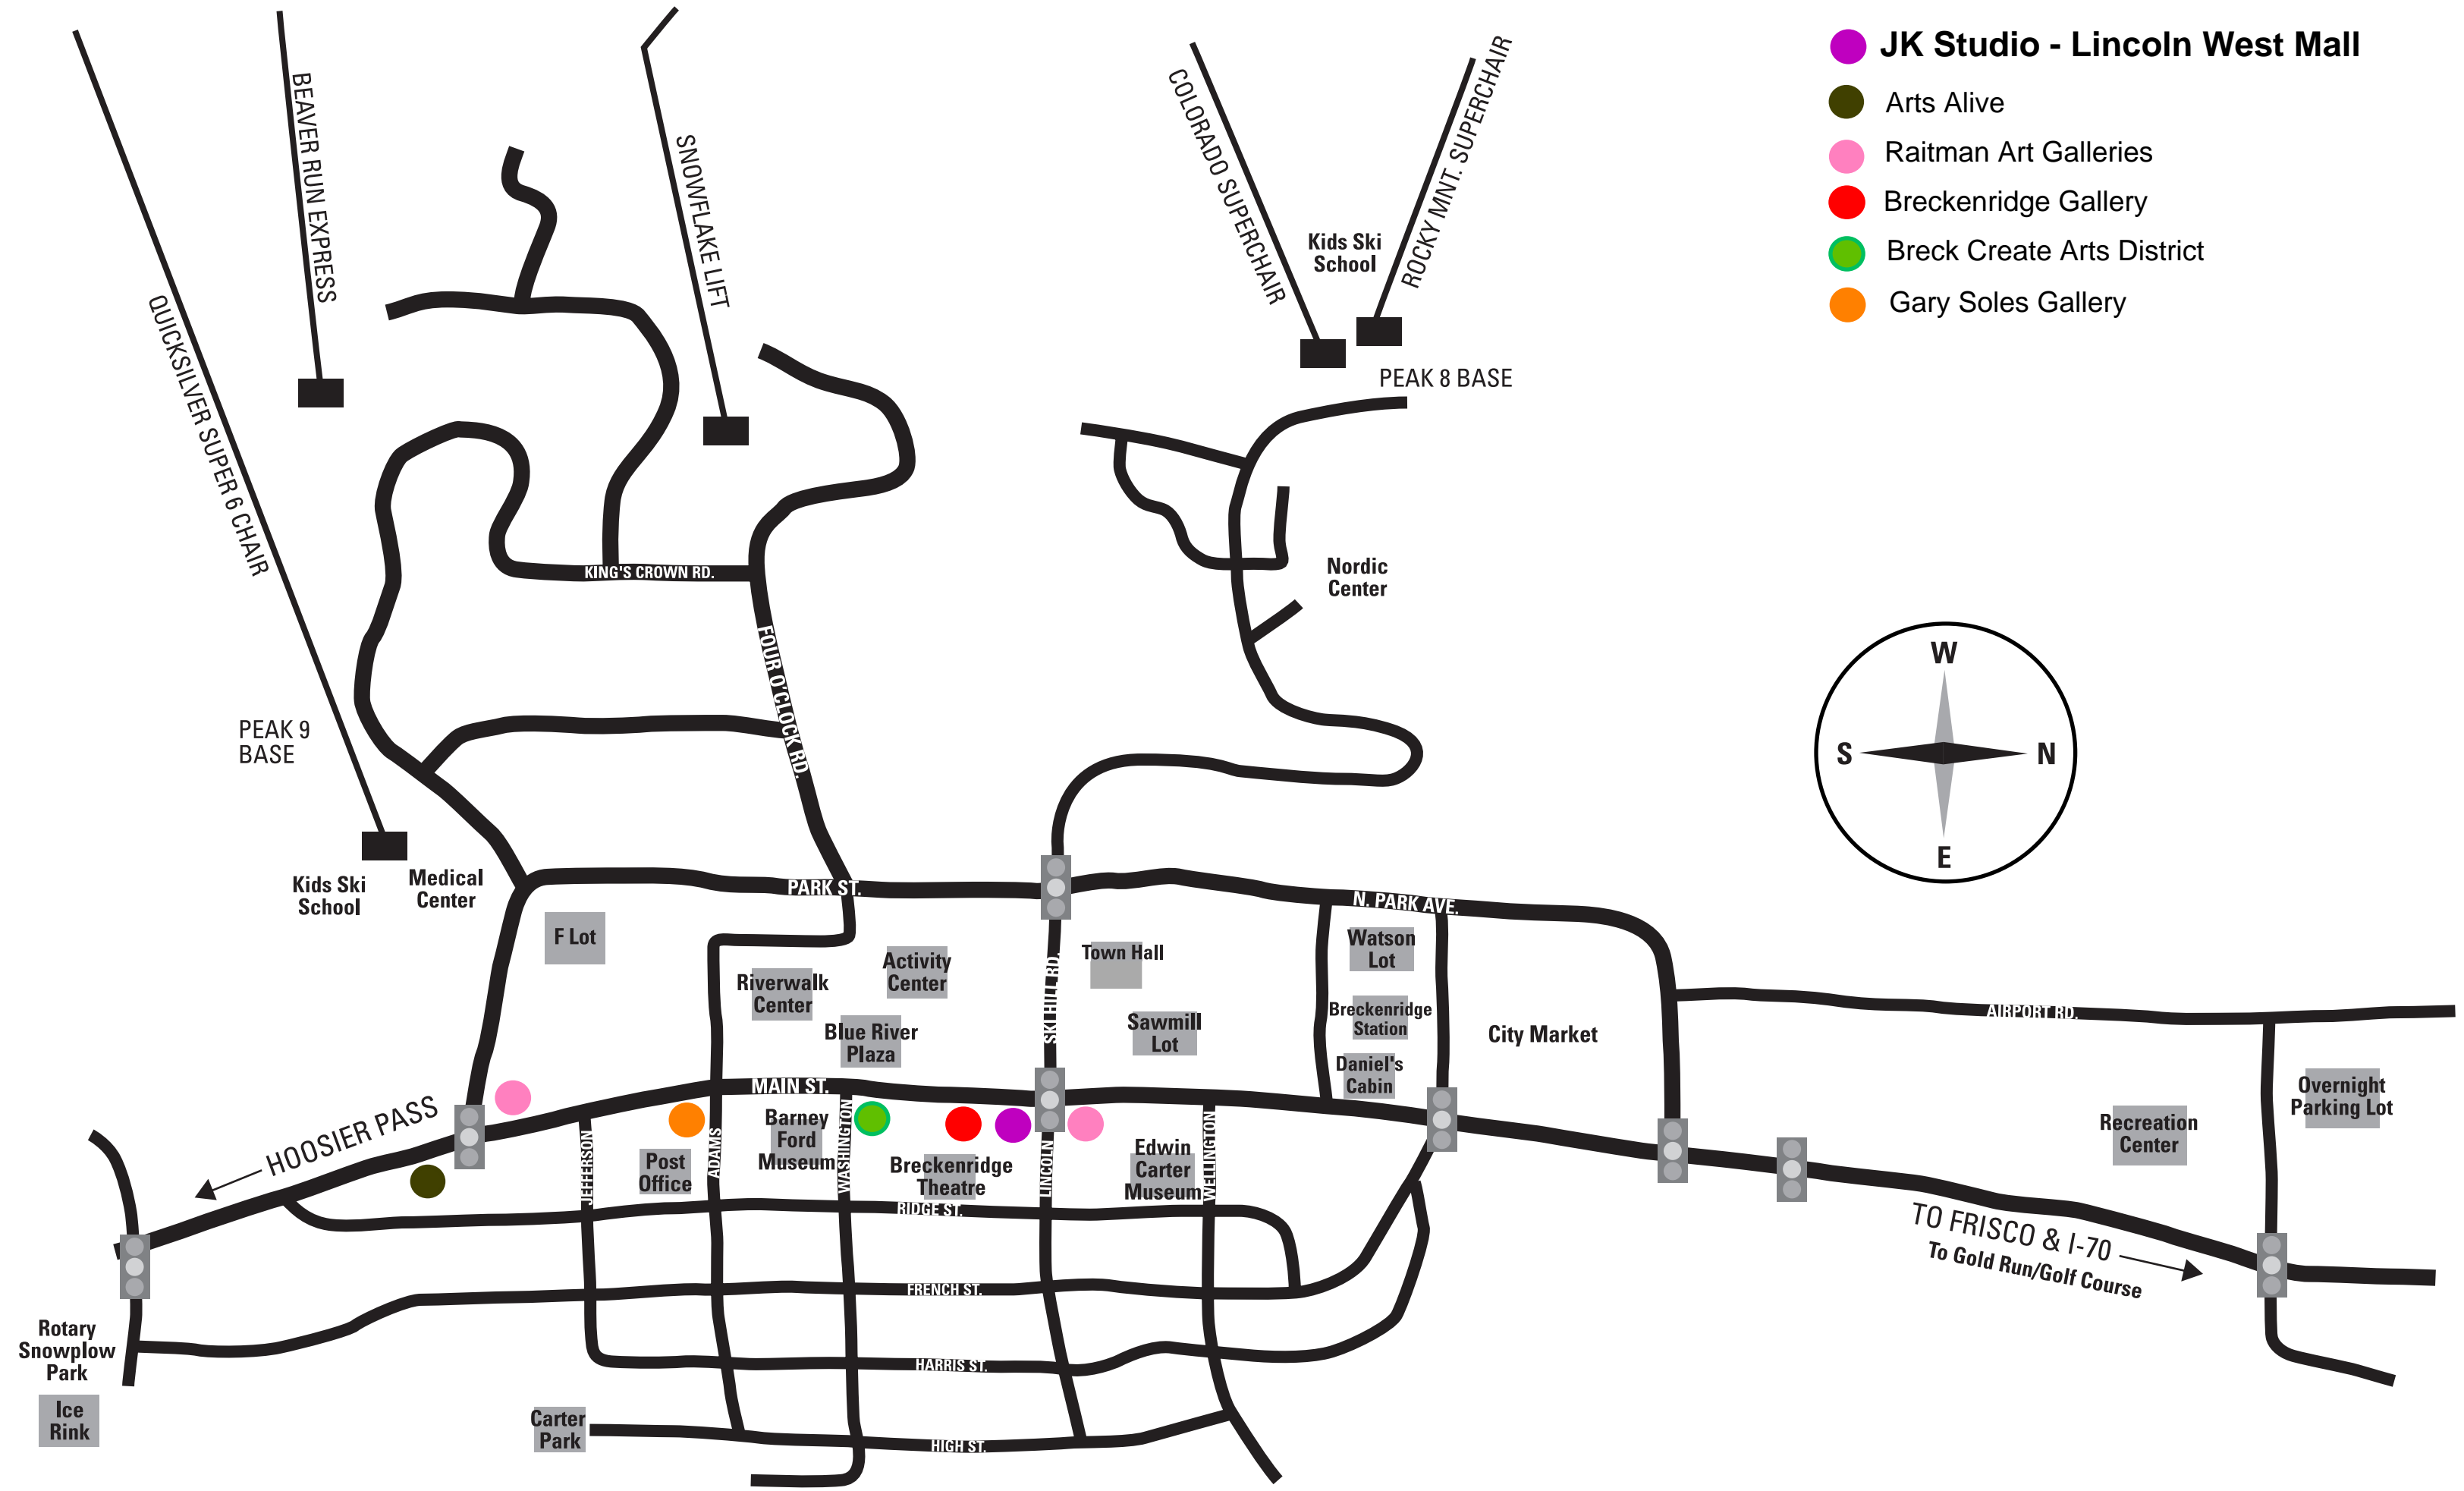 JK Studio - Lincoln West Mall
Arts Alive
Raitman Art Galleries
Breckenridge Gallery
Breck Create Arts District
Gary Soles Gallery
BEAVER RUN EXPRESS
SNOWFLAKE LIFT
COLORADO SUPERCHAIR
ROCKY MNT. SUPERCHAIR
Kids Ski
School
QUICKSILVER SUPER 6 CHAIR
PEAK 8 BASE
KING'S CROWN RD.
Nordic
Center
FOUR O'CLOCK RD.
W
S
N
E
PEAK 9
BASE
Kids Ski
School
Medical
Center
PARK ST.
N. PARK AVE.
F Lot
Riverwalk
Center
Activity
Center
Blue River
Plaza
SKI HILL RD.
Town Hall
Sawmill
Lot
Watson
Lot
Breckenridge
Station
Daniel's
Cabin
City Market
AIRPORT RD.
Overnight
Parking Lot
Recreation
Center
HOOSIER PASS
MAIN ST.
JEFFERSON
Post
Office
ADAMS
Barney
Ford
Museum
WASHINGTON
Breckenridge
Theatre
LINCOLN
Edwin
Carter
Museum
WELLINGTON
RIDGE ST.
TO FRISCO & I-70
To Gold Run/Golf Course
FRENCH ST.
HARRIS ST.
Rotary
Snowplow
Park
Ice
Rink
Carter
Park
HIGH ST.